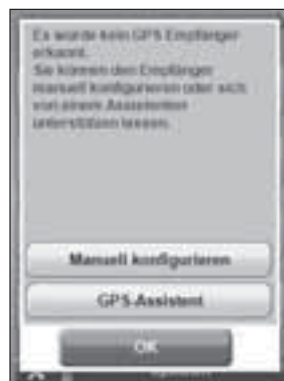 Es wurde kein GPS Empfänger
erkannt.
Sie können den Empfänger
manuell konfigurieren oder sich
von einem Assistenten
unterstützen lassen.
Manuell konfigurieren
GPS-Assistent
OK